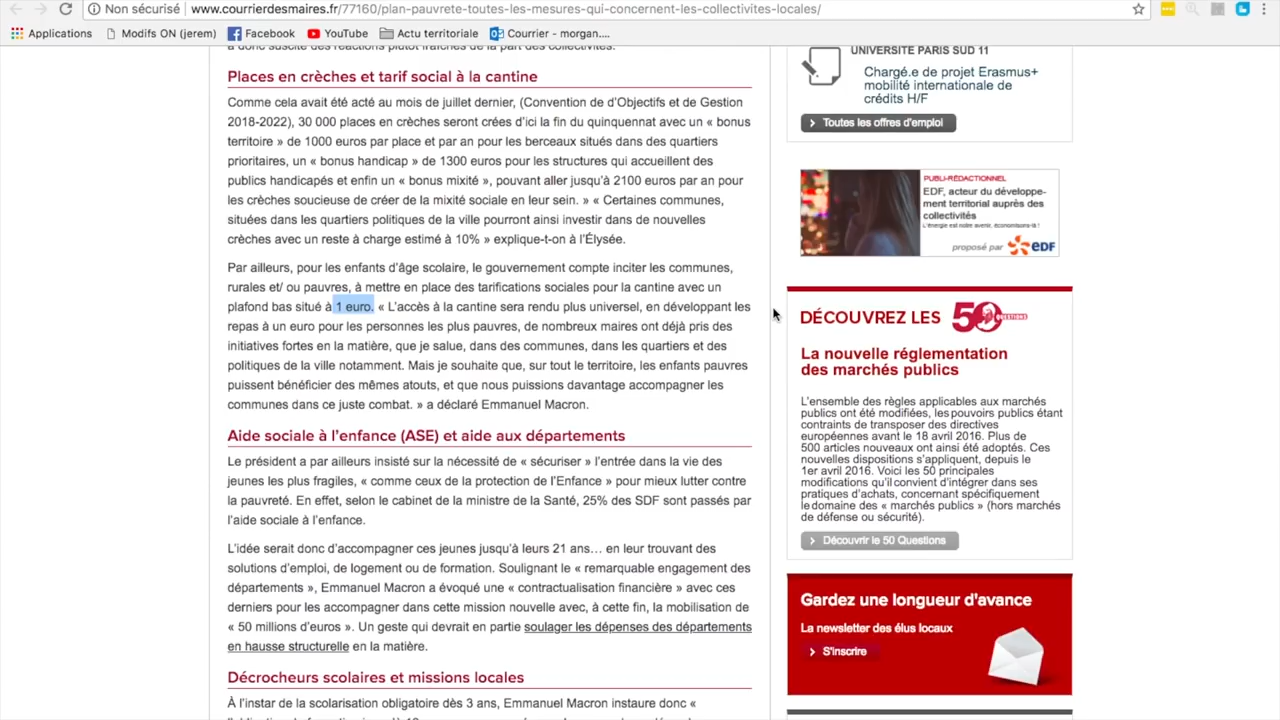 Non sécurisé
www.courrierdesmaires.fr/77160/plan-pauvrete-toutes-les-mesures-qui-concernent-les-collectivites-locales/
Applications
Modifs ON (jerem)
Facebook
YouTube
Actu territoriale
Courrier - morgan....
a donc suscité des réactions plutôt fraîches de la part des collectivités.
Places en crèches et tarif social à la cantine
Comme cela avait été acté au mois de juillet dernier, (Convention de d'Objectifs et de Gestion
2018-2022), 30 000 places en crèches seront crées d'ici la fin du quinquennat avec un « bonus
territoire » de 1000 euros par place et par an pour les berceaux situés dans des quartiers
prioritaires, un « bonus handicap » de 1300 euros pour les structures qui accueillent des
publics handicapés et enfin un « bonus mixité », pouvant aller jusqu'à 2100 euros par an pour
les crèches soucieuse de créer de la mixité sociale en leur sein. » « Certaines communes,
situées dans les quartiers politiques de la ville pourront ainsi investir dans de nouvelles
crèches avec un reste à charge estimé à 10% » explique-t-on à l'Élysée.
Par ailleurs, pour les enfants d'âge scolaire, le gouvernement compte inciter les communes,
rurales et/ ou pauvres, à mettre en place des tarifications sociales pour la cantine avec un
plafond bas situé à 1 euro. « L'accès à la cantine sera rendu plus universel, en développant les
repas à un euro pour les personnes les plus pauvres, de nombreux maires ont déjà pris des
initiatives fortes en la matière, que je salue, dans des communes, dans les quartiers et des
politiques de la ville notamment. Mais je souhaite que, sur tout le territoire, les enfants pauvres
puissent bénéficier des mêmes atouts, et que nous puissions davantage accompagner les
communes dans ce juste combat. » a déclaré Emmanuel Macron.
Aide sociale à l'enfance (ASE) et aide aux départements
Le président a par ailleurs insisté sur la nécessité de « sécuriser » l'entrée dans la vie des
jeunes les plus fragiles, « comme ceux de la protection de l'Enfance » pour mieux lutter contre
la pauvreté. En effet, selon le cabinet de la ministre de la Santé, 25% des SDF sont passés par
l'aide sociale à l'enfance.
L'idée serait donc d'accompagner ces jeunes jusqu'à leurs 21 ans… en leur trouvant des
solutions d'emploi, de logement ou de formation. Soulignant le « remarquable engagement des
départements », Emmanuel Macron a évoqué une « contractualisation financière » avec ces
derniers pour les accompagner dans cette mission nouvelle avec, à cette fin, la mobilisation de
« 50 millions d'euros ». Un geste qui devrait en partie soulager les dépenses des départements
en hausse structurelle en la matière.
Décrocheurs scolaires et missions locales
À l'instar de la scolarisation obligatoire dès 3 ans, Emmanuel Macron instaure donc «
UNIVERSITE PARIS SUD 11
Chargé.e de projet Erasmus+
mobilité internationale de
crédits H/F
Toutes les offres d'emploi
PUBLI-RÉDACTIONNEL
EDF, acteur du développe-
ment territorial auprès des
collectivités
L'énergie est notre avenir, économisons-la !
proposé par EDF
DÉCOUVREZ LES 50 QUESTIONS
La nouvelle réglementation
des marchés publics
L'ensemble des règles applicables aux marchés
publics ont été modifiées, les pouvoirs publics étant
contraints de transposer des directives
européennes avant le 18 avril 2016. Plus de
500 articles nouveaux ont ainsi été adoptés. Ces
nouvelles dispositions s'appliquent, depuis le
1er avril 2016. Voici les 50 principales
modifications qu'il convient d'intégrer dans ses
pratiques d'achats, concernant spécifiquement
le domaine des « marchés publics » (hors marchés
de défense ou sécurité).
Découvrir le 50 Questions
Gardez une longueur d'avance
La newsletter des élus locaux
S'inscrire